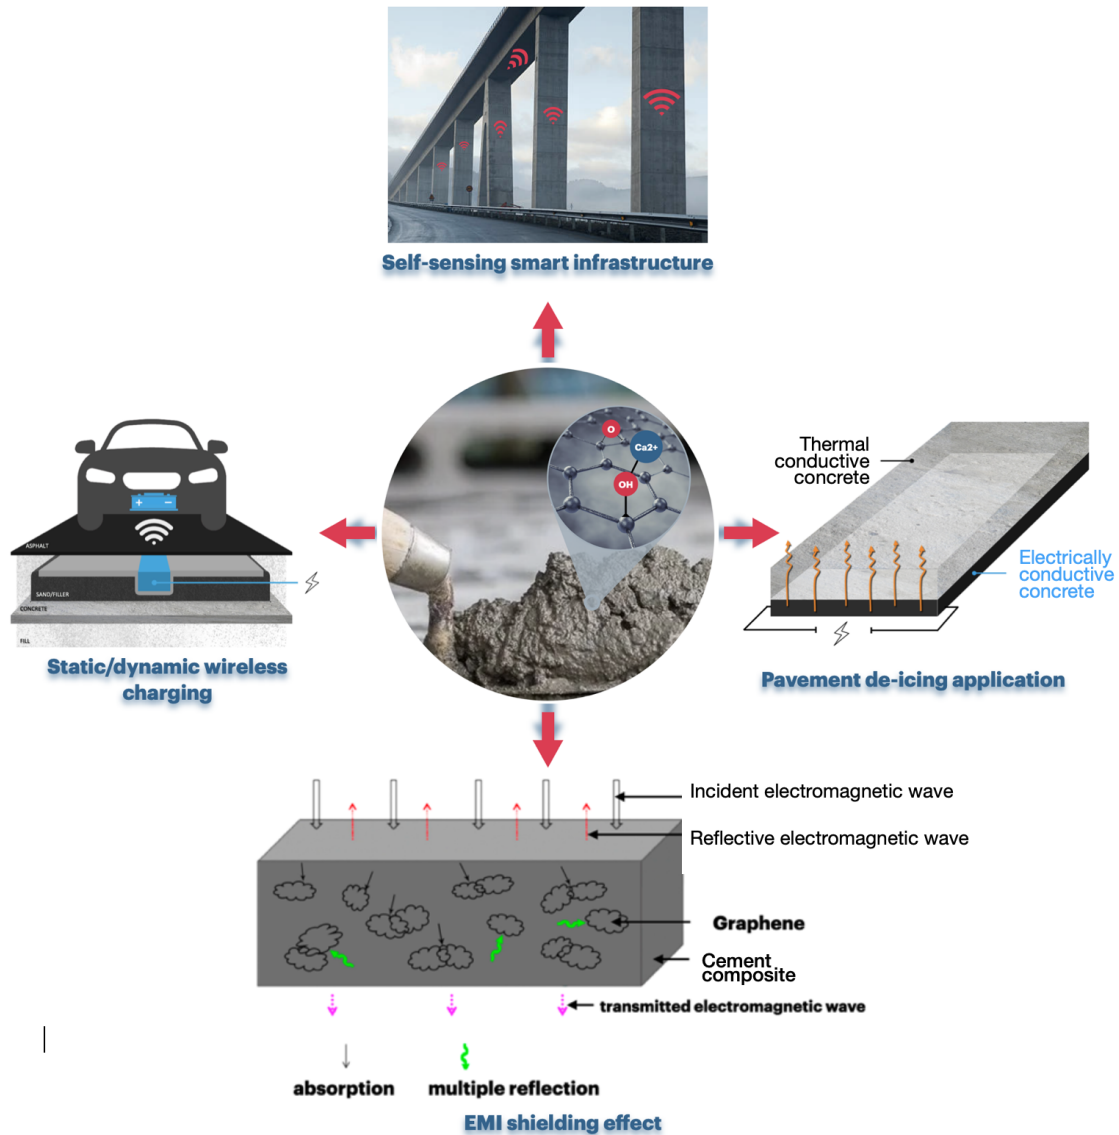 Self-sensing smart infrastructure
O
Ca2+
OH
Thermal
conductive
concrete
Electrically
conductive
concrete
+ −
ASPHALT
SAND/FILLER
CONCRETE
FILL
Static/dynamic wireless
charging
Pavement de-icing application
Incident electromagnetic wave
Reflective electromagnetic wave
Graphene
Cement
composite
transmitted electromagnetic wave
absorption
multiple reflection
EMI shielding effect